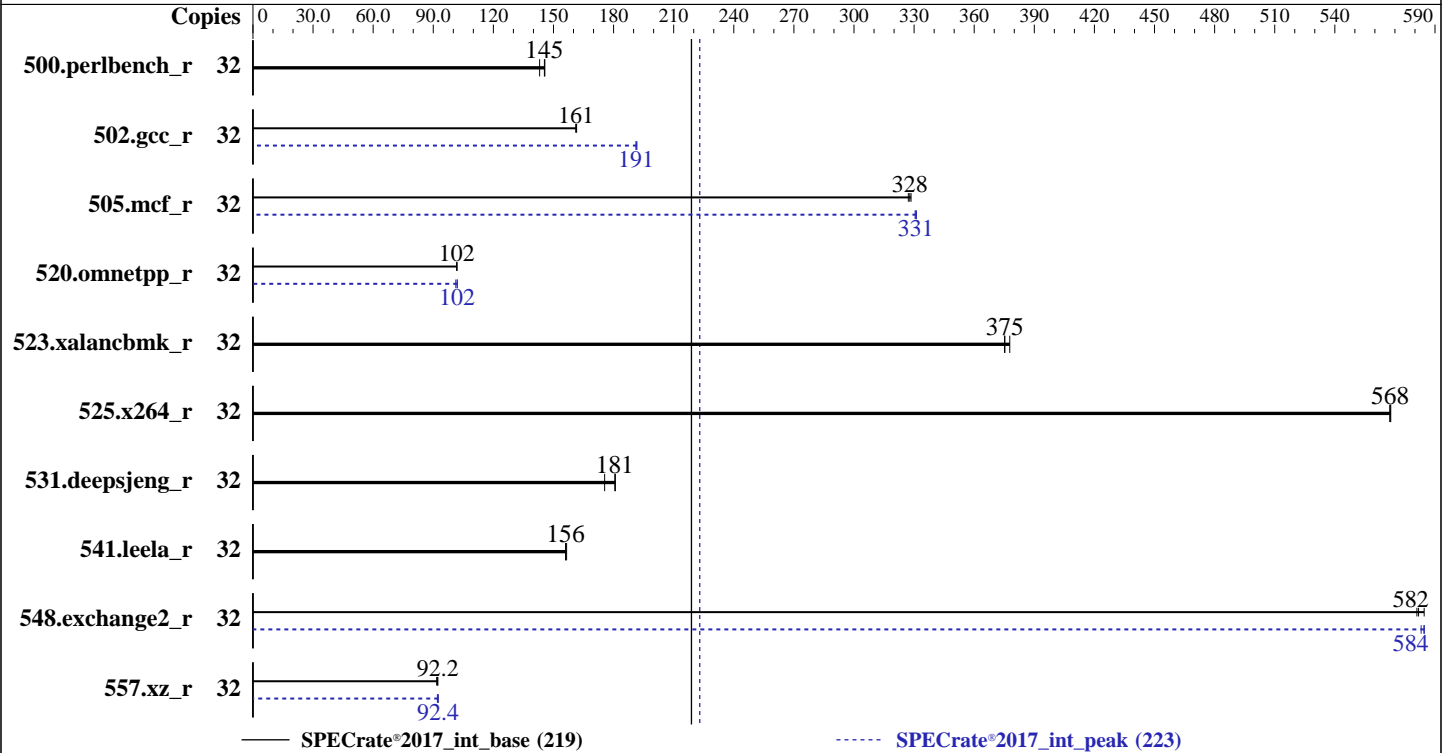 Copies 0 30.0 60.0 90.0 120 150 180 210 240 270 300 330 360 390 420 450 480 510 540 590
145
500.perlbench_r 32
161
502.gcc_r 32
191
328
505.mcf_r 32
331
102
520.omnetpp_r 32
102
375
523.xalancbmk_r 32
568
525.x264_r 32
181
531.deepsjeng_r 32
156
541.leela_r 32
582
548.exchange2_r 32
584
92.2
557.xz_r 32
92.4
SPECrate®2017_int_base (219) SPECrate®2017_int_peak (223)